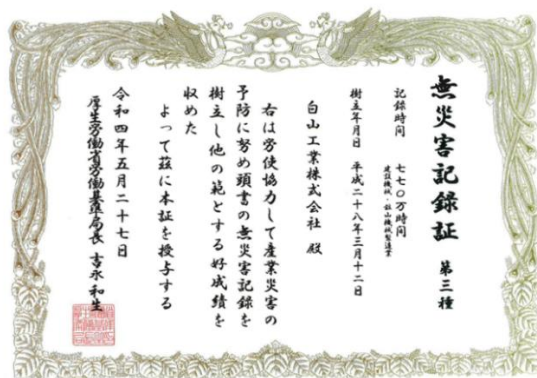 無災害記録証 第三種
記録時間 七七〇万時間
建設機械・鉱山機械製造業
樹立年月日 平成二十八年三月十二日
白山工業株式会社 殿
右は労使協力して産業災害の
予防に努め頭書の無災害記録を
樹立し他の範とする好成績を
収めた
よって茲に本証を授与する
令和四年五月二十七日
厚生労働省労働基準局長 吉永和生